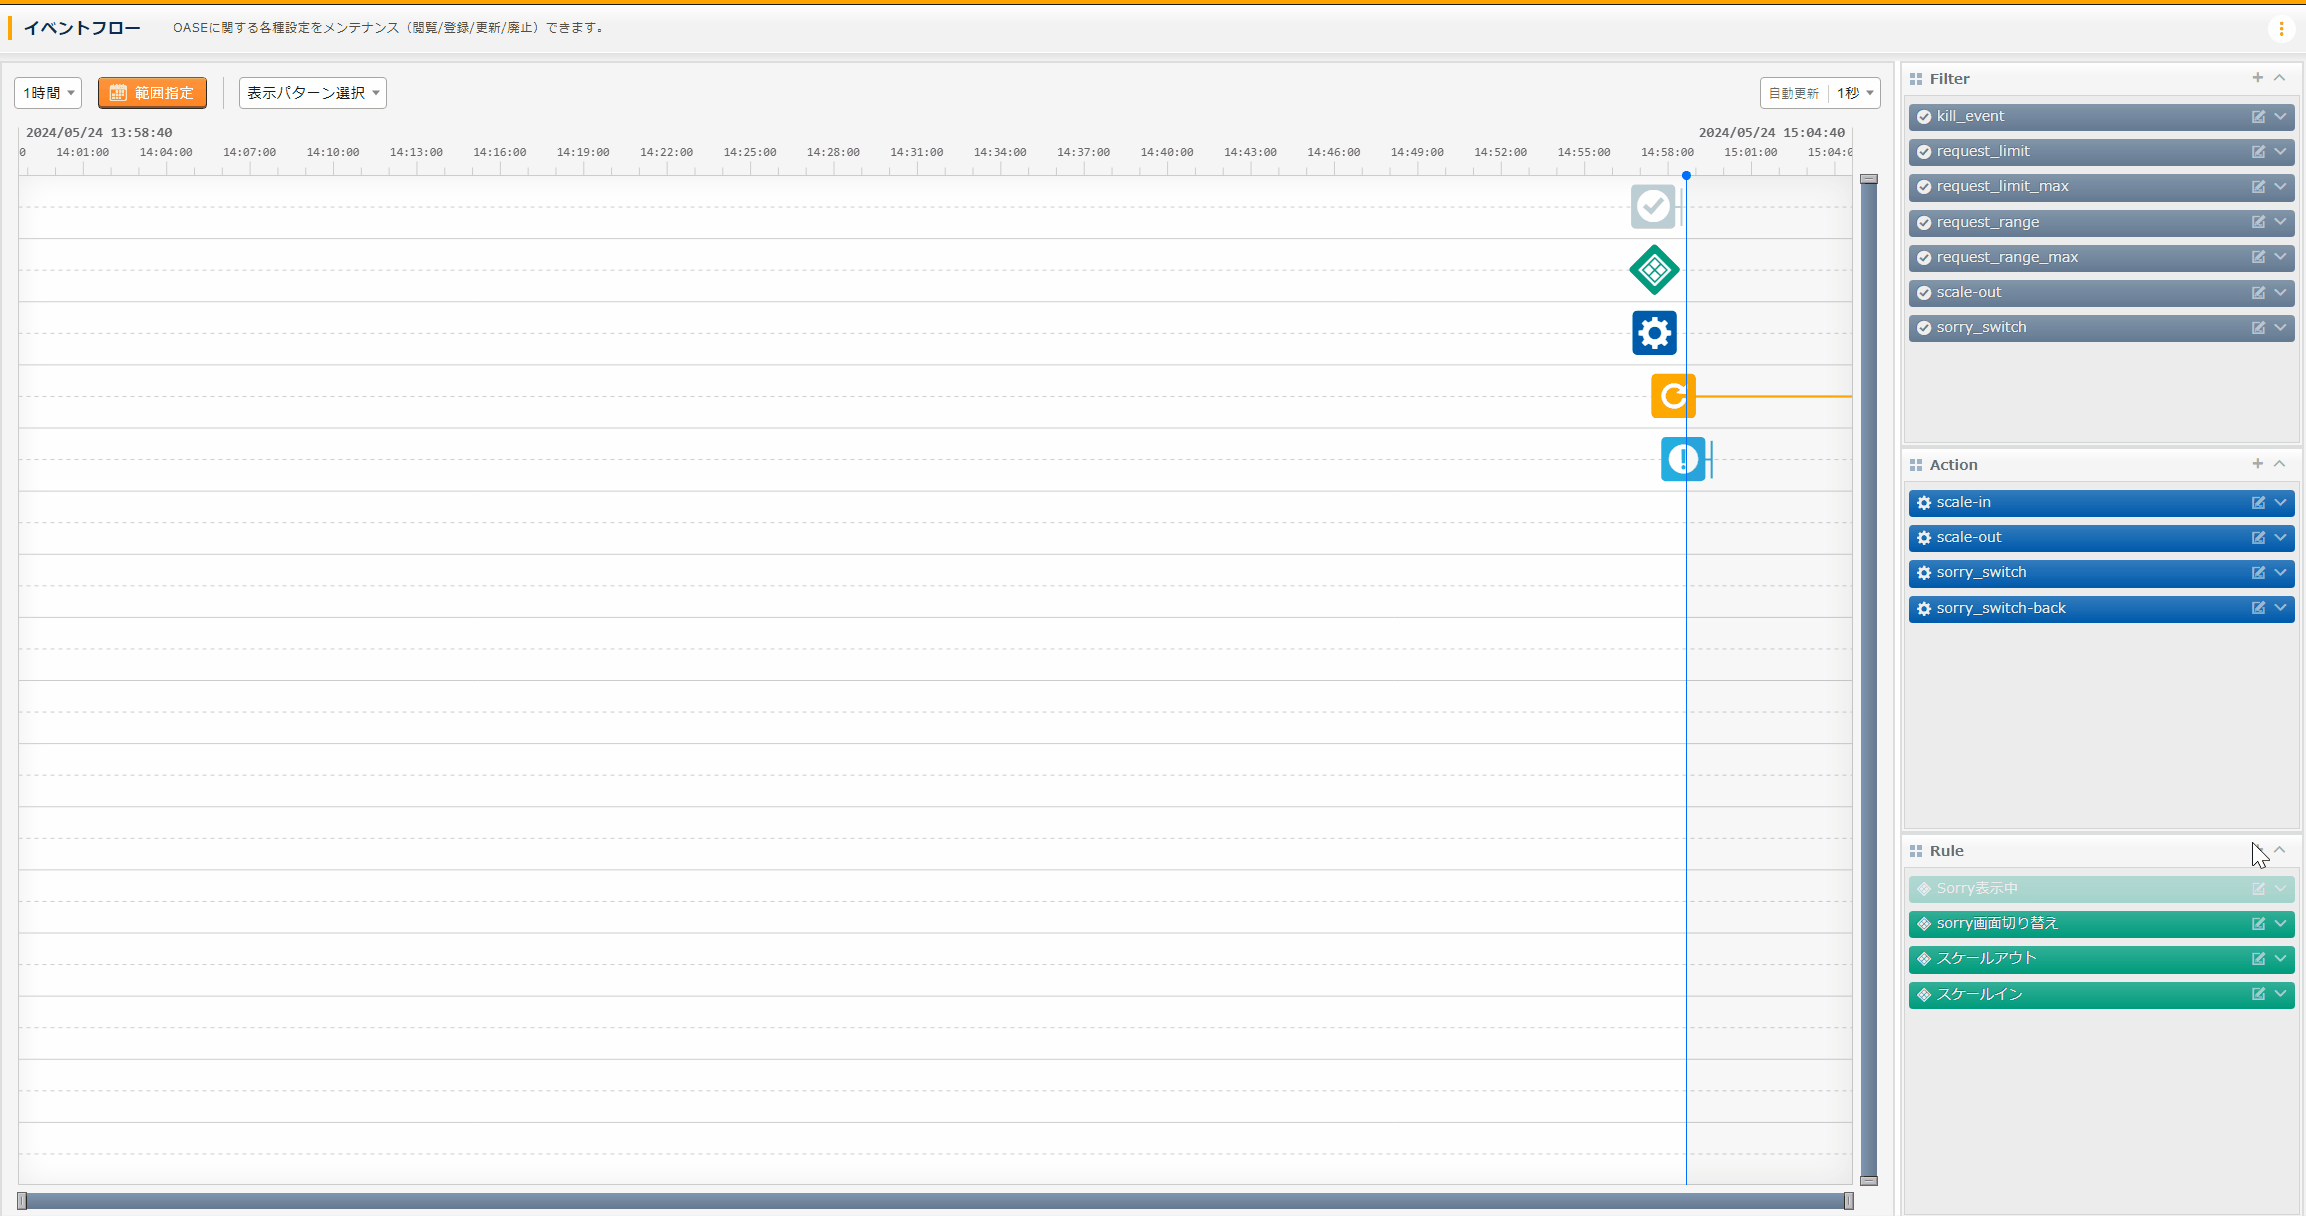 イベントフロー OASEに関する各種設定をメンテナンス（閲覧/登録/更新/廃止）できます。
1時間 範囲指定 表示パターン選択 自動更新 1秒
2024/05/24 13:58:40 2024/05/24 15:04:40
0 14:01:00 14:04:00 14:07:00 14:10:00 14:13:00 14:16:00 14:19:00 14:22:00 14:25:00 14:28:00 14:31:00 14:34:00 14:37:00 14:40:00 14:43:00 14:46:00 14:49:00 14:52:00 14:55:00 14:58:00 15:01:00 15:04:0
Filter
kill_event
request_limit
request_limit_max
request_range
request_range_max
scale-out
sorry_switch
Action
scale-in
scale-out
sorry_switch
sorry_switch-back
Rule
Sorry表示中
sorry画面切り替え
スケールアウト
スケールイン